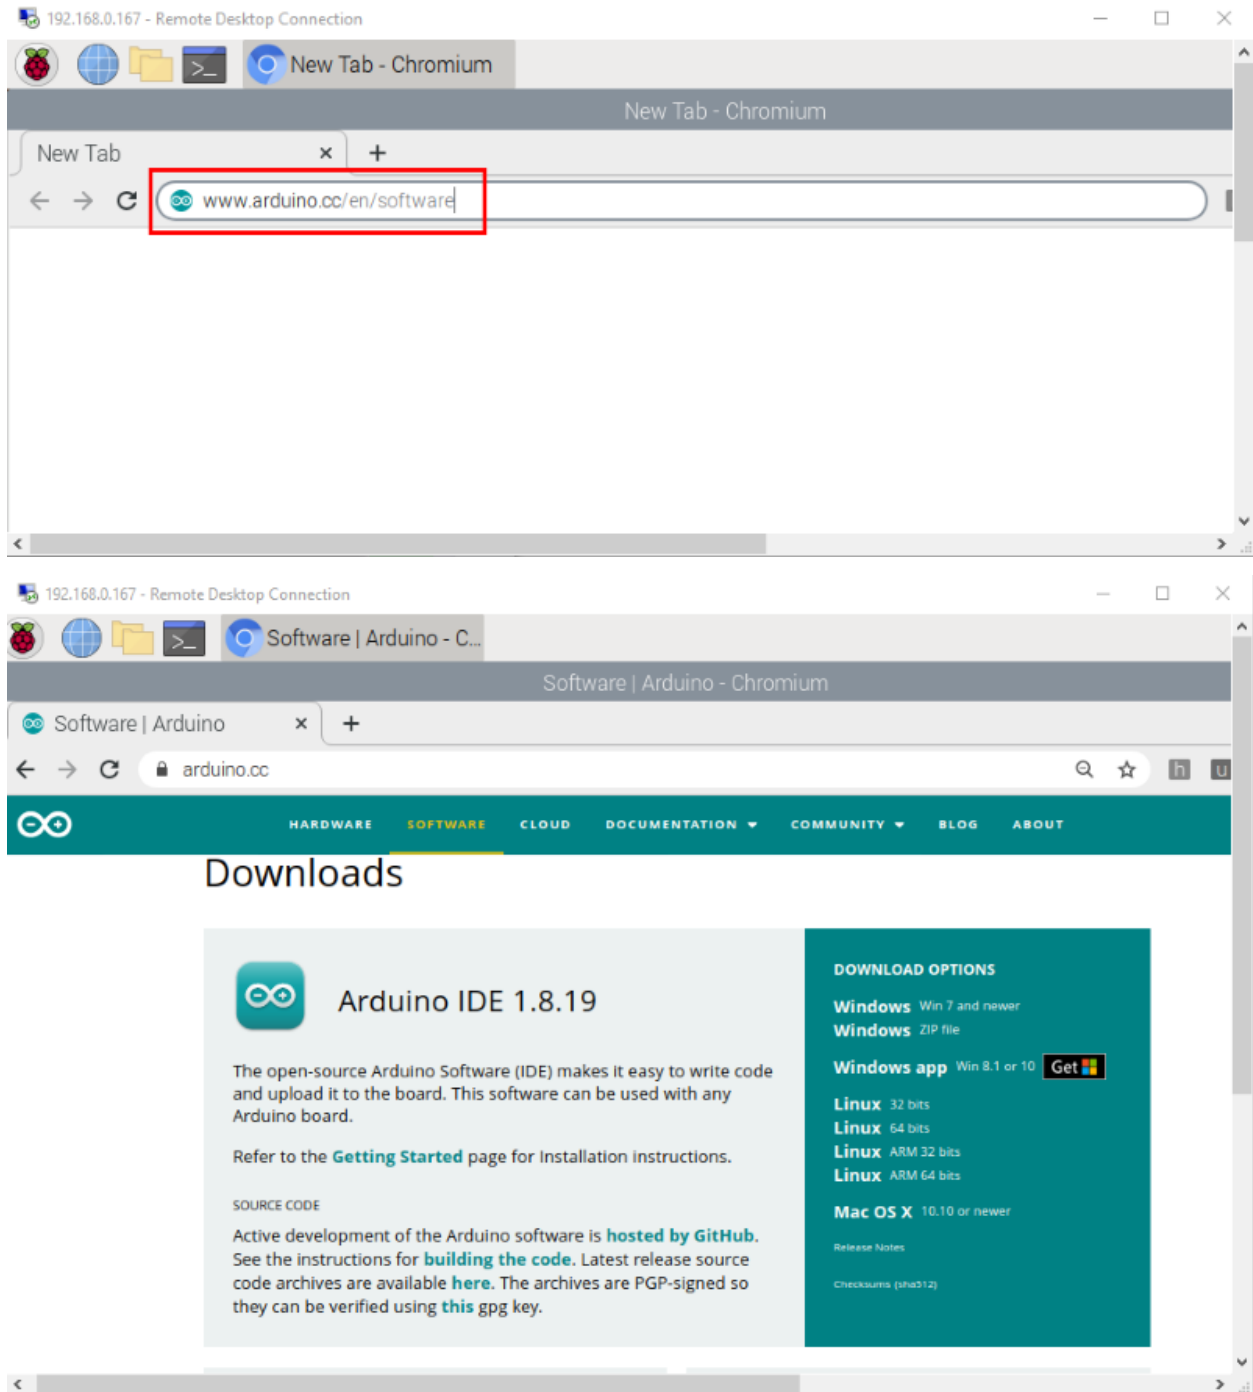 192.168.0.167 - Remote Desktop Connection
New Tab - Chromium
New Tab - Chromium
New Tab
www.arduino.cc/en/software
192.168.0.167 - Remote Desktop Connection
Software | Arduino - C...
Software | Arduino - Chromium
Software | Arduino
arduino.cc
h u
HARDWARE SOFTWARE CLOUD DOCUMENTATION COMMUNITY BLOG ABOUT
Downloads
Arduino IDE 1.8.19
The open-source Arduino Software (IDE) makes it easy to write code
and upload it to the board. This software can be used with any
Arduino board.
Refer to the Getting Started page for Installation instructions.
SOURCE CODE
Active development of the Arduino software is hosted by GitHub.
See the instructions for building the code. Latest release source
code archives are available here. The archives are PGP-signed so
they can be verified using this gpg key.
DOWNLOAD OPTIONS
Windows Win 7 and newer
Windows ZIP file
Windows app Win 8.1 or 10 Get
Linux 32 bits
Linux 64 bits
Linux ARM 32 bits
Linux ARM 64 bits
Mac OS X 10.10 or newer
Release Notes
Checksums (sha512)